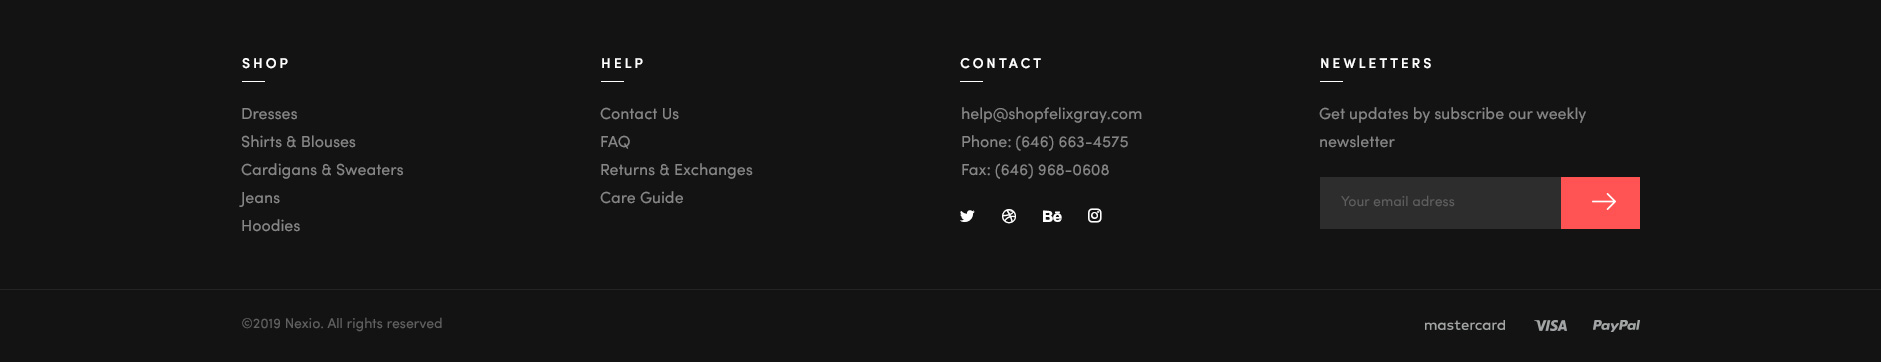 SHOP
Dresses
Shirts & Blouses
Cardigans & Sweaters
Jeans
Hoodies
HELP
Contact Us
FAQ
Returns & Exchanges
Care Guide
CONTACT
help@shopfelixgray.com
Phone: (646) 663-4575
Fax: (646) 968-0608
Bē
NEWLETTERS
Get updates by subscribe our weekly
newsletter
Your email adress
©2019 Nexio. All rights reserved
mastercard VISA PayPal